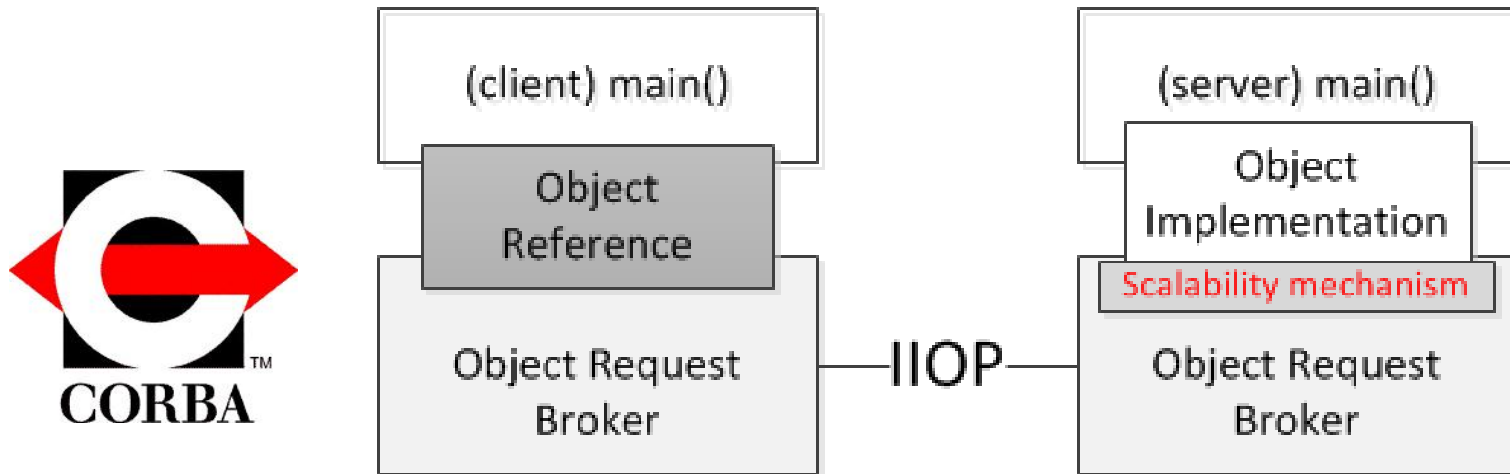 TM
CORBA
(client) main()
Object
Reference
Object Request
Broker
IIOP
(server) main()
Object
Implementation
Scalability mechanism
Object Request
Broker